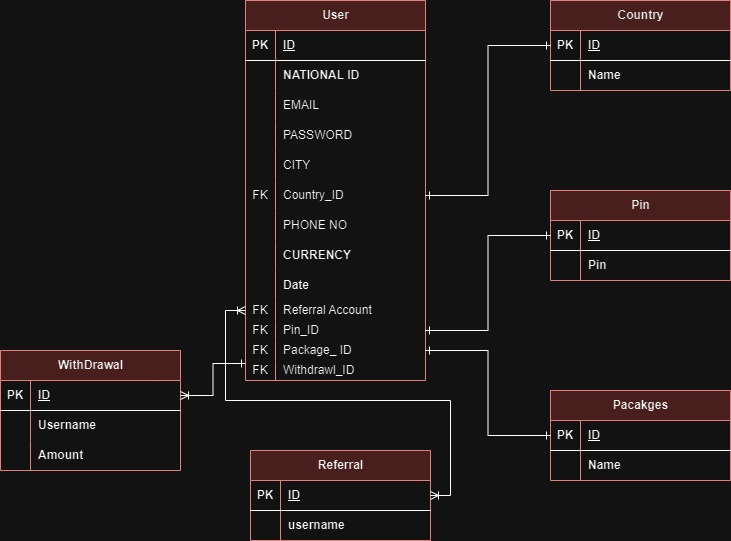 User
PK ID
NATIONAL ID
EMAIL
PASSWORD
CITY
FK Country_ID
PHONE NO
CURRENCY
Date
FK Referral Account
FK Pin_ID
FK Package_ ID
FK Withdrawl_ID
Country
PK ID
Name
Pin
PK ID
Pin
WithDrawal
PK ID
Username
Amount
Pacakges
PK ID
Name
Referral
PK ID
username